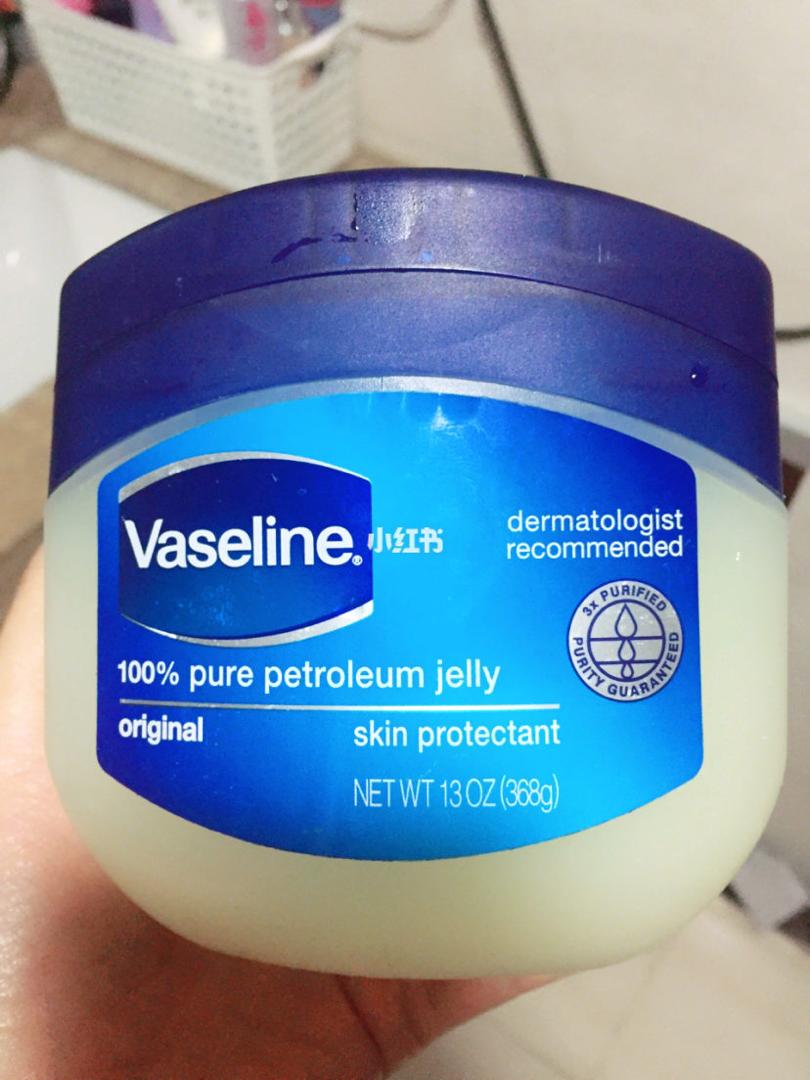 Vaseline®
小红书
dermatologist
recommended
3x PURIFIED
PURITY GUARANTEED
100% pure petroleum jelly
original
skin protectant
NET WT 13 OZ (368g)